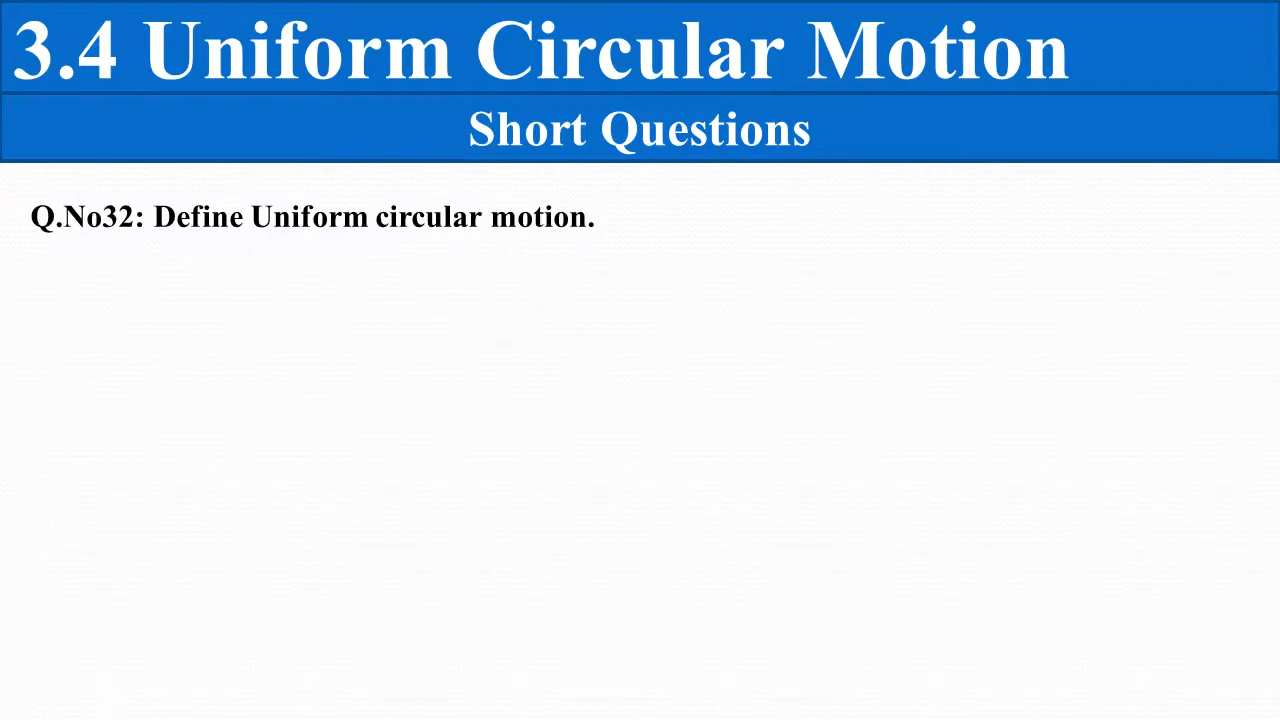 3.4 Uniform Circular Motion
Short Questions
Q.No32: Define Uniform circular motion.